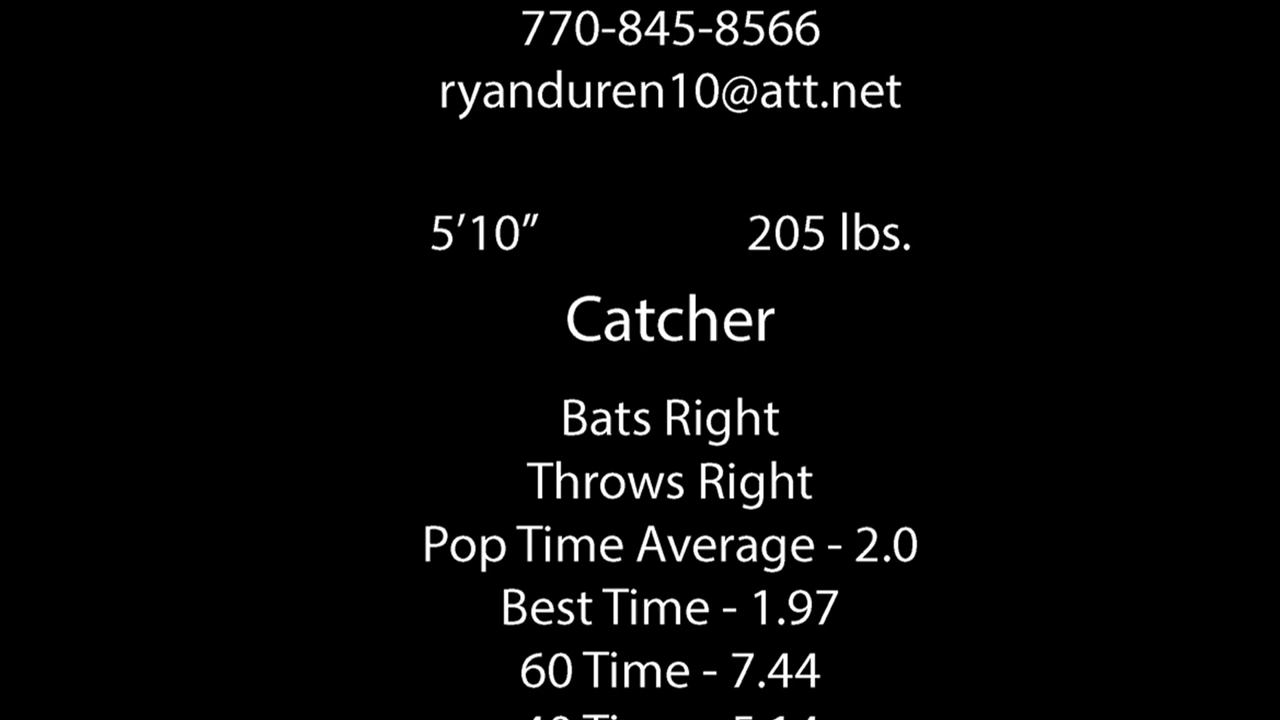 770-845-8566
ryanduren10@att.net
5’10” 205 lbs.
Catcher
Bats Right
Throws Right
Pop Time Average - 2.0
Best Time - 1.97
60 Time - 7.44